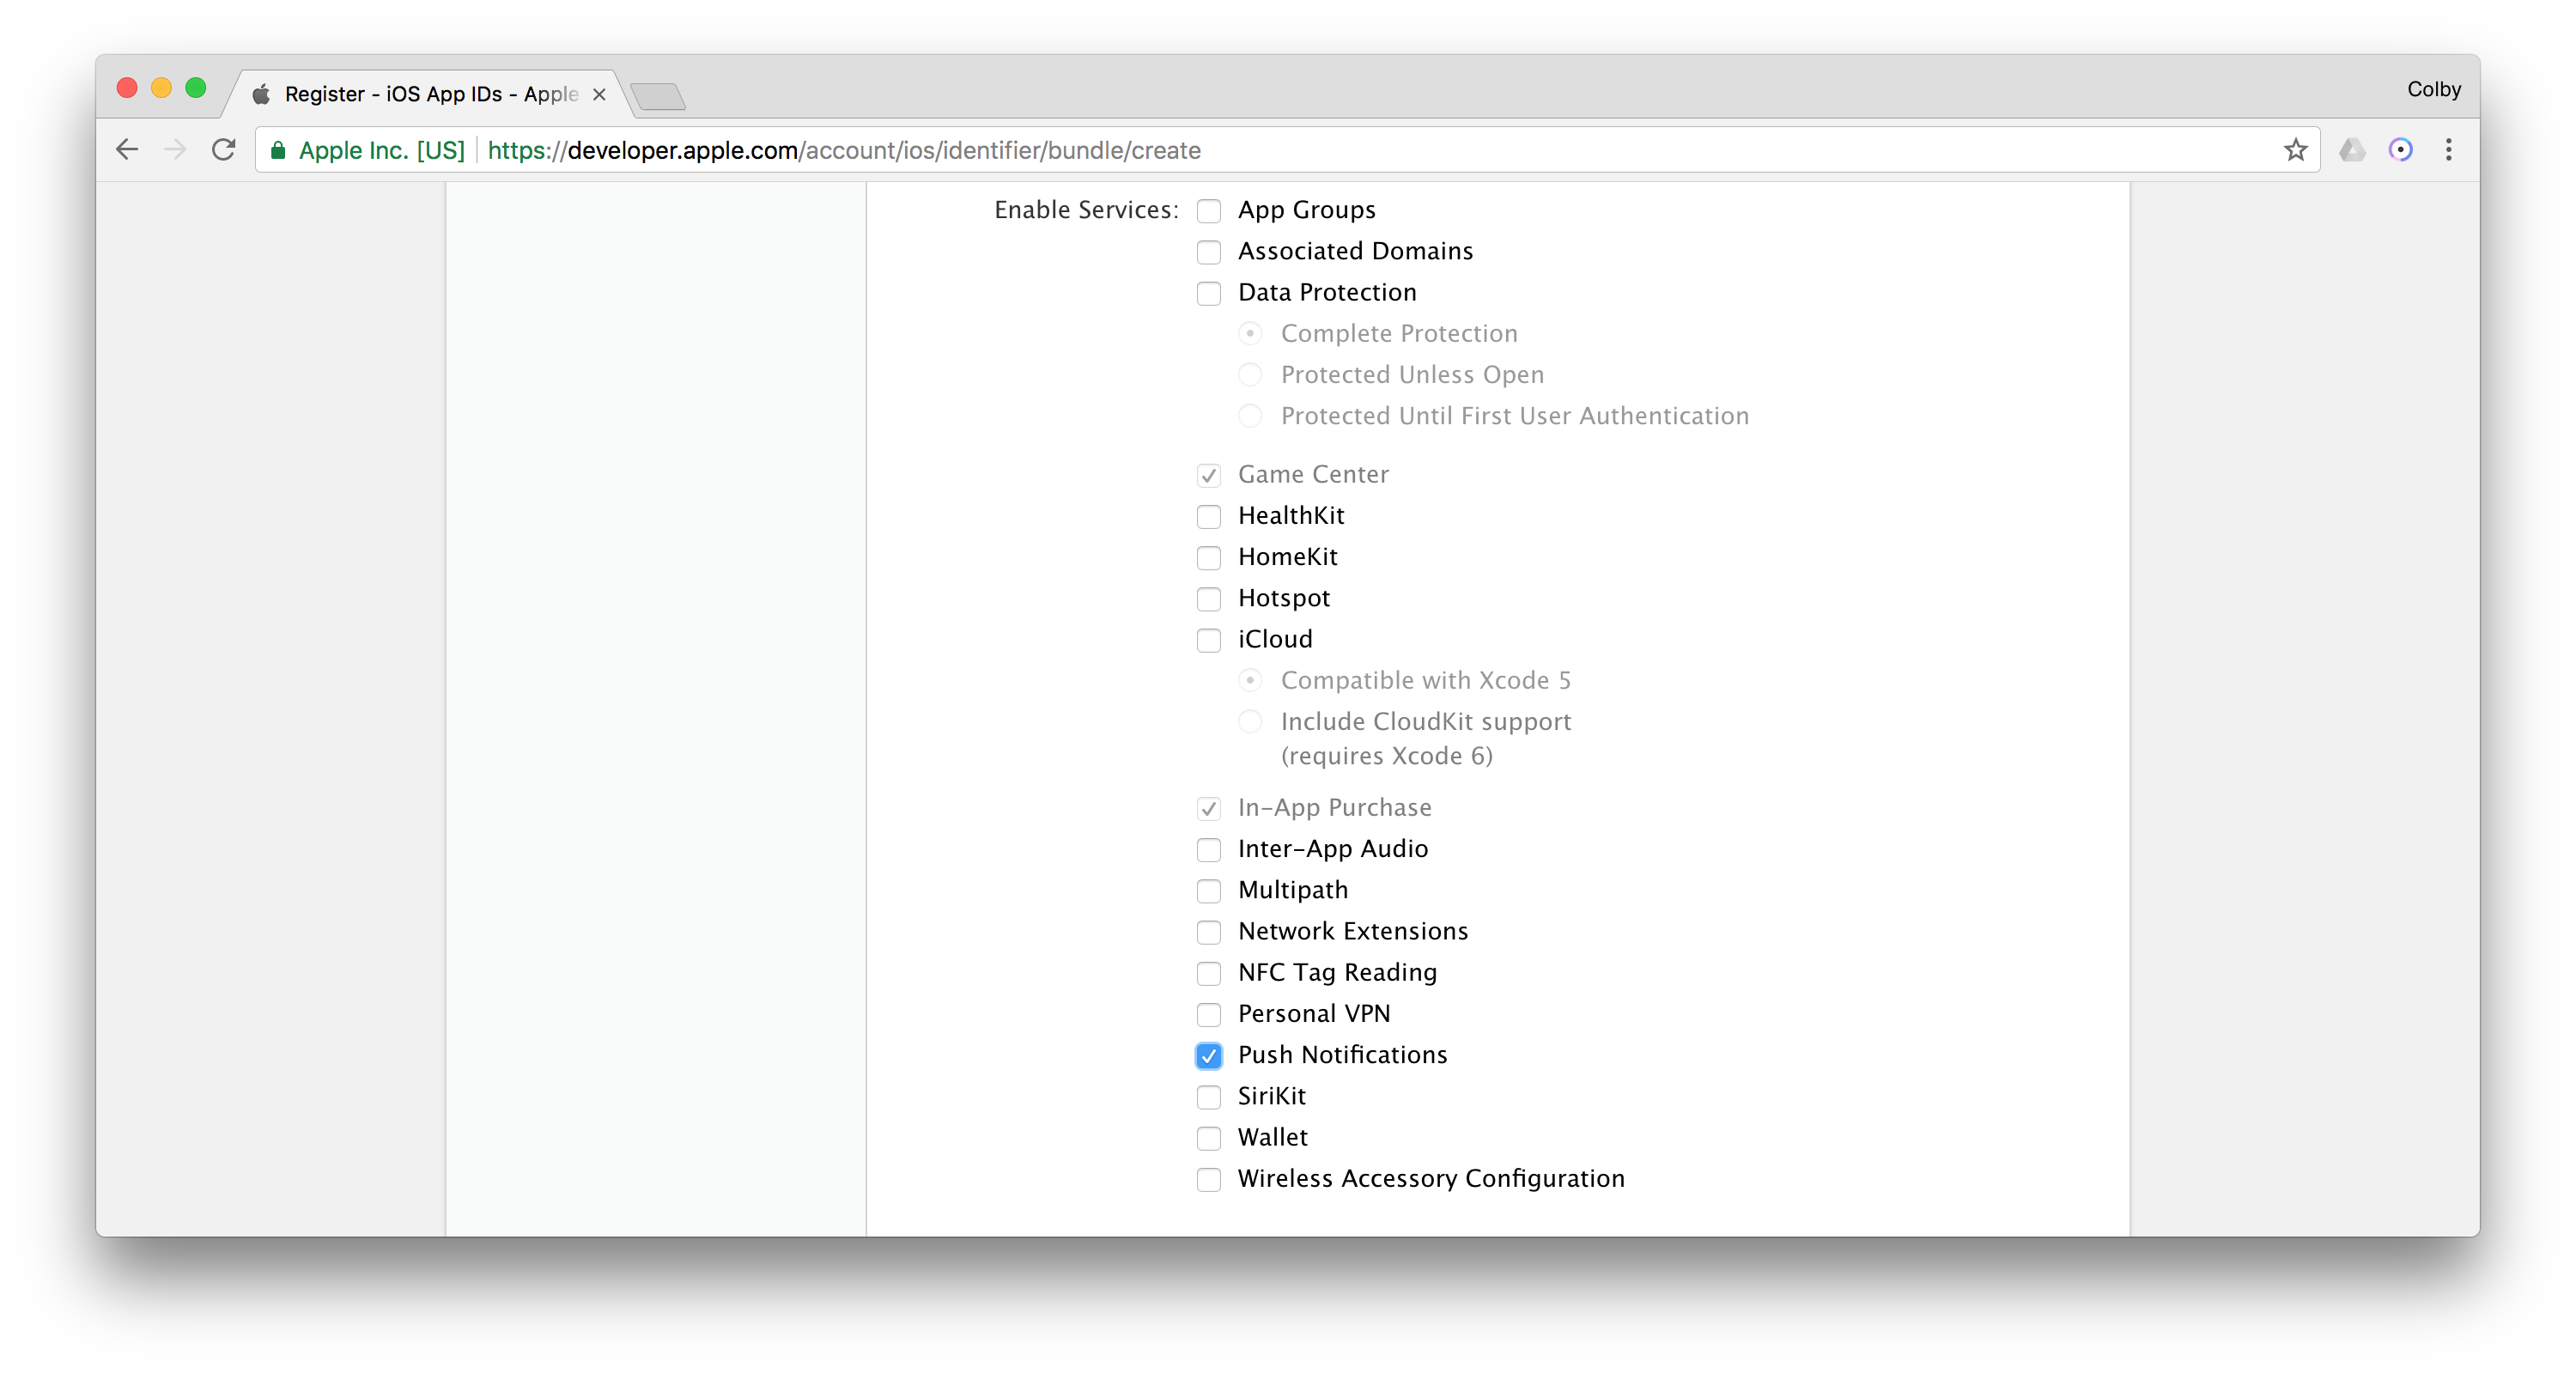 Register - iOS App IDs - Apple
Colby
Apple Inc. [US] https://developer.apple.com/account/ios/identifier/bundle/create
Enable Services: App Groups
Associated Domains
Data Protection
Complete Protection
Protected Unless Open
Protected Until First User Authentication
Game Center
HealthKit
HomeKit
Hotspot
iCloud
Compatible with Xcode 5
Include CloudKit support
(requires Xcode 6)
In-App Purchase
Inter-App Audio
Multipath
Network Extensions
NFC Tag Reading
Personal VPN
Push Notifications
SiriKit
Wallet
Wireless Accessory Configuration